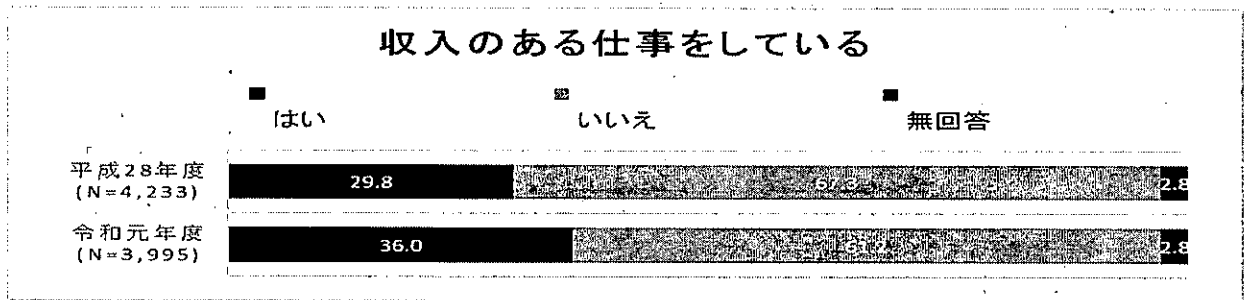 収入のある仕事をしている
はい いいえ 無回答
平成28年度
(N=4,233)
29.8 67.3 2.8
令和元年度
(N=3,995)
36.0 2.8